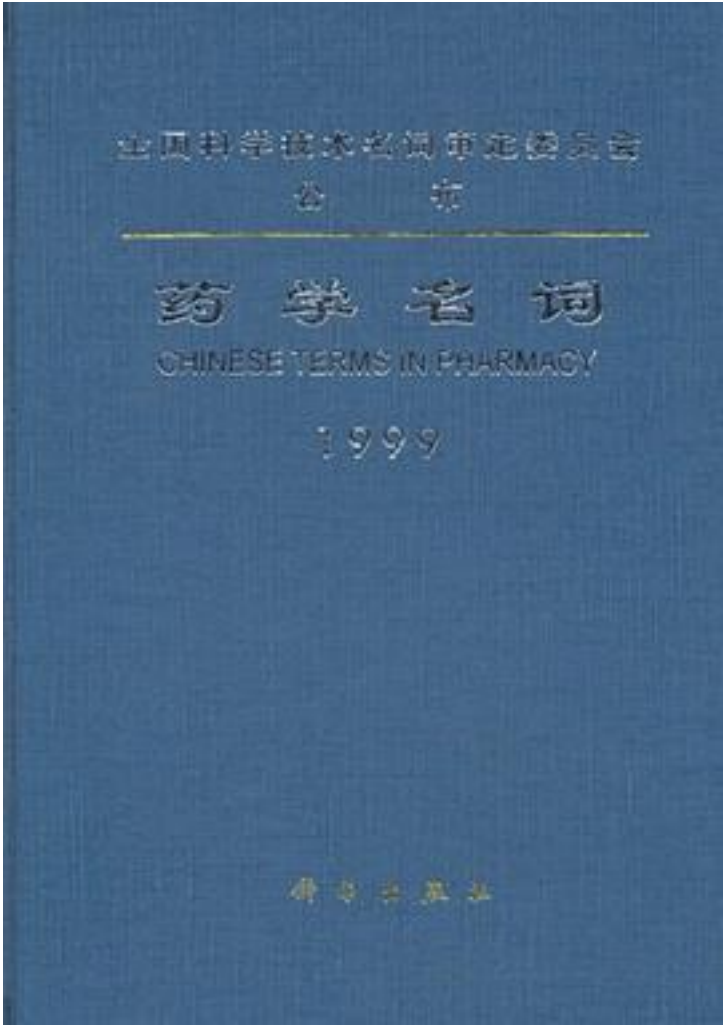 全国科学技术名词审定委员会
公 布
药 学 名 词
CHINESE TERMS IN PHARMACY
1999
科 学 出 版 社